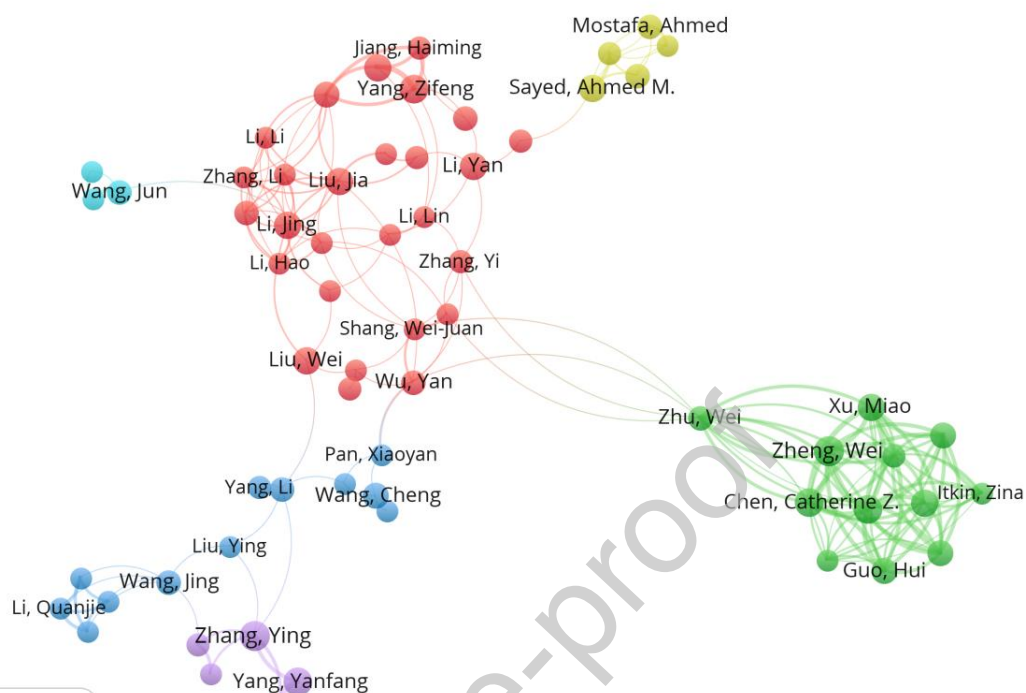 Mostafa, Ahmed
Jiang, Haiming
Yang, Zifeng
Sayed, Ahmed M.
Li, Li
Li, Yan
Zhang, Li
Liu, Jia
Wang, Jun
Li, Jing
Li, Lin
Li, Hao
Zhang, Yi
Shang, Wei-Juan
Liu, Wei
Wu, Yan
Zhu, Wei
Xu, Miao
Zheng, Wei
Pan, Xiaoyan
Yang, Li
Wang, Cheng
Chen, Catherine Z.
Itkin, Zina
Liu, Ying
Guo, Hui
Wang, Jing
Li, Quanjie
Zhang, Ying
Yang, Yanfang
e-proof